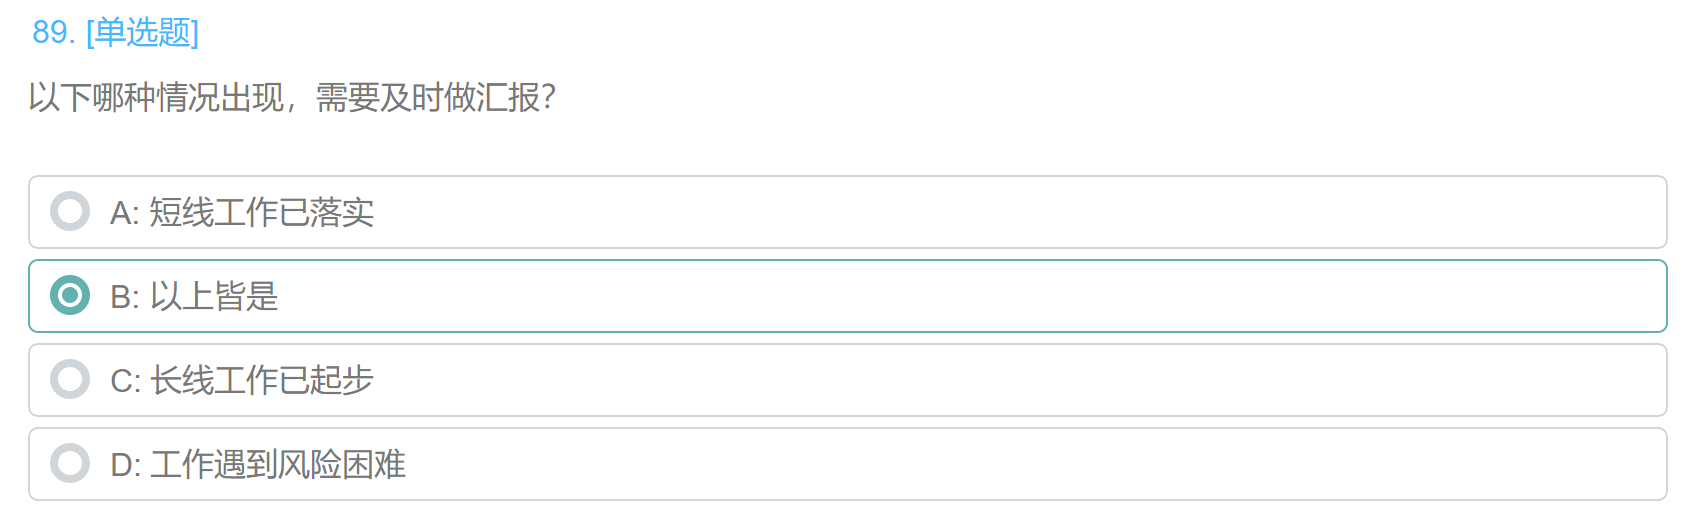 89. [单选题]
以下哪种情况出现，需要及时做汇报？
A: 短线工作已落实
B: 以上皆是
C: 长线工作已起步
D: 工作遇到风险困难